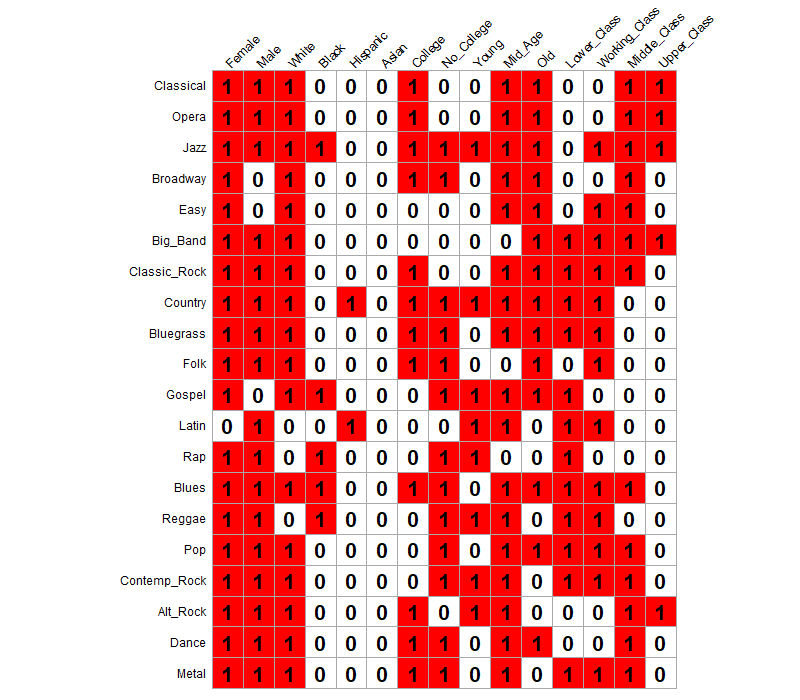 Female Male White Black Hispanic Asian College No_College Young Mid_Age Old Lower_Class Working_Class Middle_Class Upper_Class
Classical 1 1 1 0 0 0 1 0 0 1 1 0 0 1 1
Opera 1 1 1 0 0 0 1 0 0 1 1 0 0 1 1
Jazz 1 1 1 1 0 0 1 1 1 1 1 0 1 1 1
Broadway 1 0 1 0 0 0 1 1 0 1 1 0 0 1 0
Easy 1 0 1 0 0 0 0 0 0 1 1 0 1 1 0
Big_Band 1 1 1 0 0 0 0 0 0 0 1 1 1 1 1
Classic_Rock 1 1 1 0 0 0 1 0 0 1 1 1 1 1 0
Country 1 1 1 0 1 0 1 1 1 1 1 1 1 0 0
Bluegrass 1 1 1 0 0 0 1 1 0 1 1 1 1 0 0
Folk 1 1 1 0 0 0 1 1 0 0 1 0 1 0 0
Gospel 1 0 1 1 0 0 0 1 1 1 1 1 0 0 0
Latin 0 1 0 0 1 0 0 0 1 1 0 1 1 0 0
Rap 1 1 0 1 0 0 0 1 1 0 0 1 0 0 0
Blues 1 1 1 1 0 0 1 1 0 1 1 1 1 1 0
Reggae 1 1 0 1 0 0 0 1 1 1 0 1 1 0 0
Pop 1 1 1 0 0 0 0 1 0 1 1 1 1 1 0
Contemp_Rock 1 1 1 0 0 0 0 1 1 1 0 1 1 1 0
Alt_Rock 1 1 1 0 0 0 1 0 1 1 0 0 0 1 1
Dance 1 1 1 0 0 0 1 1 0 1 1 0 0 1 0
Metal 1 1 1 0 0 0 1 1 0 1 0 1 1 1 0